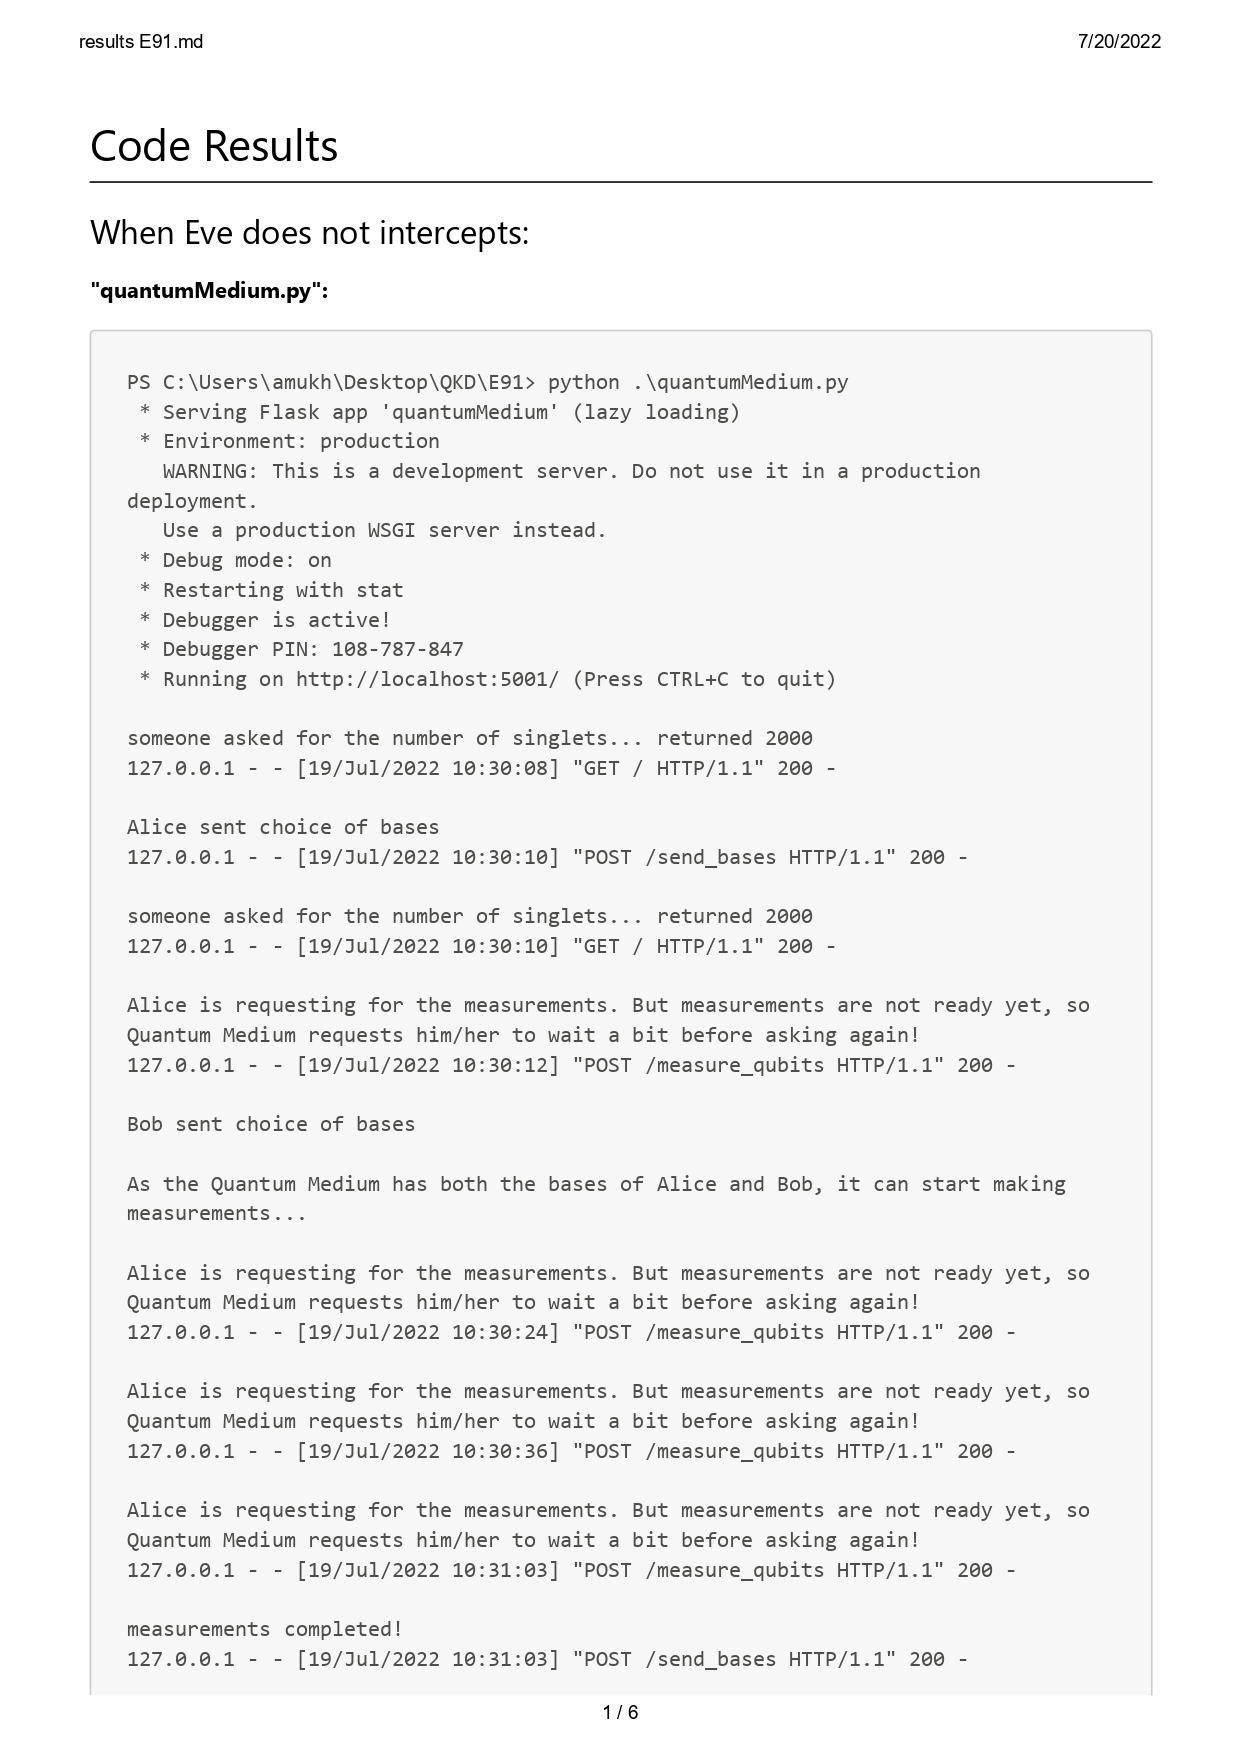 results E91.md
7/20/2022
Code Results
When Eve does not intercepts:
"quantumMedium.py":
PS C:\Users\amukh\Desktop\QKD\E91> python .\quantumMedium.py
 * Serving Flask app 'quantumMedium' (lazy loading)
 * Environment: production
   WARNING: This is a development server. Do not use it in a production
deployment.
   Use a production WSGI server instead.
 * Debug mode: on
 * Restarting with stat
 * Debugger is active!
 * Debugger PIN: 108-787-847
 * Running on http://localhost:5001/ (Press CTRL+C to quit)
someone asked for the number of singlets... returned 2000
127.0.0.1 - - [19/Jul/2022 10:30:08] "GET / HTTP/1.1" 200 -
Alice sent choice of bases
127.0.0.1 - - [19/Jul/2022 10:30:10] "POST /send_bases HTTP/1.1" 200 -
someone asked for the number of singlets... returned 2000
127.0.0.1 - - [19/Jul/2022 10:30:10] "GET / HTTP/1.1" 200 -
Alice is requesting for the measurements. But measurements are not ready yet, so
Quantum Medium requests him/her to wait a bit before asking again!
127.0.0.1 - - [19/Jul/2022 10:30:12] "POST /measure_qubits HTTP/1.1" 200 -
Bob sent choice of bases
As the Quantum Medium has both the bases of Alice and Bob, it can start making
measurements...
Alice is requesting for the measurements. But measurements are not ready yet, so
Quantum Medium requests him/her to wait a bit before asking again!
127.0.0.1 - - [19/Jul/2022 10:30:24] "POST /measure_qubits HTTP/1.1" 200 -
Alice is requesting for the measurements. But measurements are not ready yet, so
Quantum Medium requests him/her to wait a bit before asking again!
127.0.0.1 - - [19/Jul/2022 10:30:36] "POST /measure_qubits HTTP/1.1" 200 -
Alice is requesting for the measurements. But measurements are not ready yet, so
Quantum Medium requests him/her to wait a bit before asking again!
127.0.0.1 - - [19/Jul/2022 10:31:03] "POST /measure_qubits HTTP/1.1" 200 -
measurements completed!
127.0.0.1 - - [19/Jul/2022 10:31:03] "POST /send_bases HTTP/1.1" 200 -
1 / 6